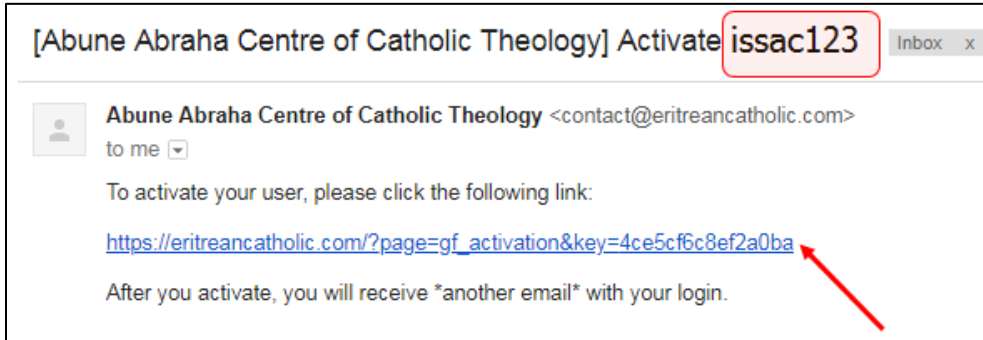 [Abune Abraha Centre of Catholic Theology] Activate issac123 Inbox x
Abune Abraha Centre of Catholic Theology <contact@eritreancatholic.com>
to me
To activate your user, please click the following link:
https://eritreancatholic.com/?page=gf_activation&key=4ce5cf6c8ef2a0ba
After you activate, you will receive *another email* with your login.